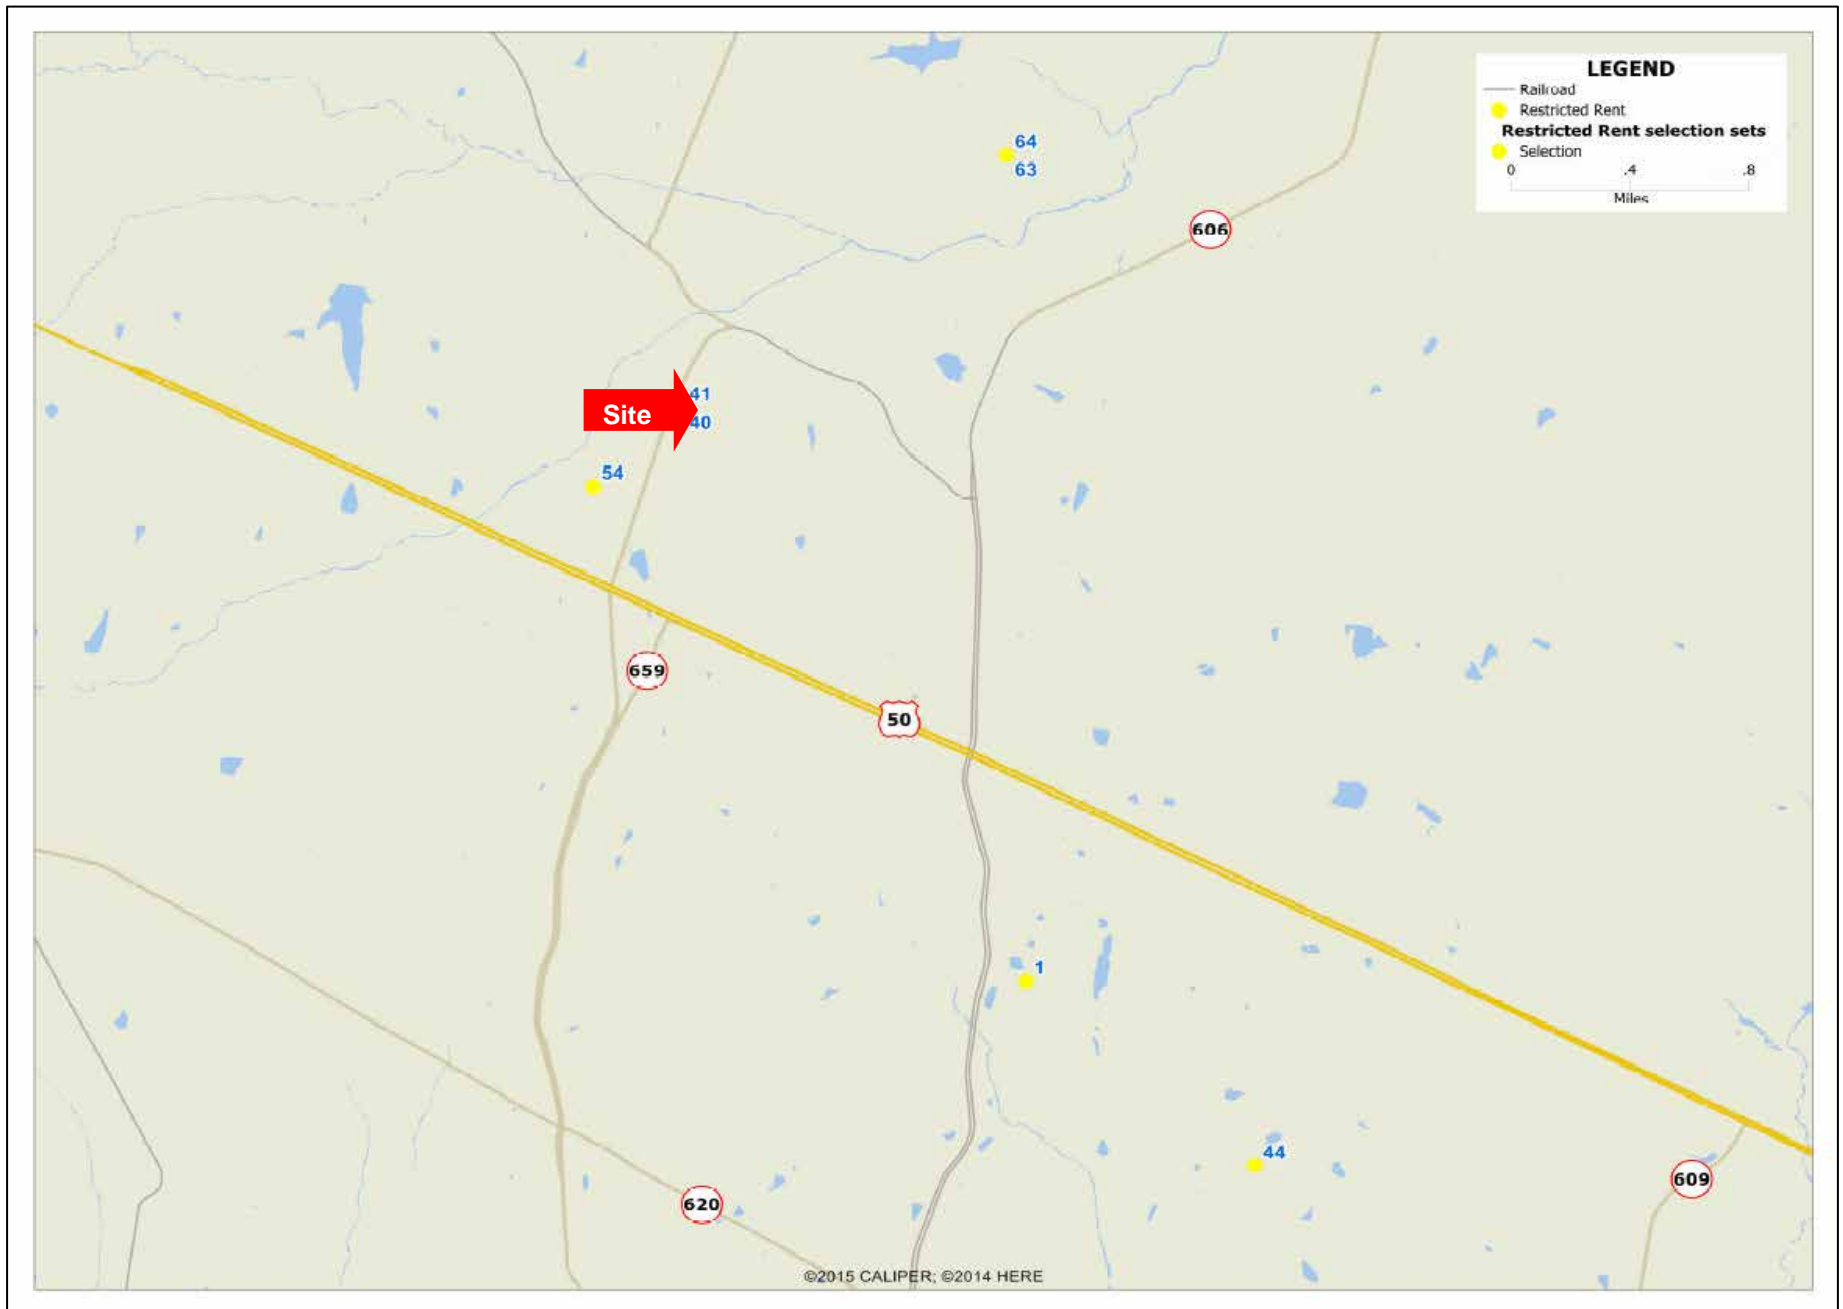 LEGEND
Railroad
Restricted Rent
Restricted Rent selection sets
Selection
0 .4 .8
Miles
64
63
606
41
Site
40
54
659
50
1
44
609
620
©2015 CALIPER; ©2014 HERE